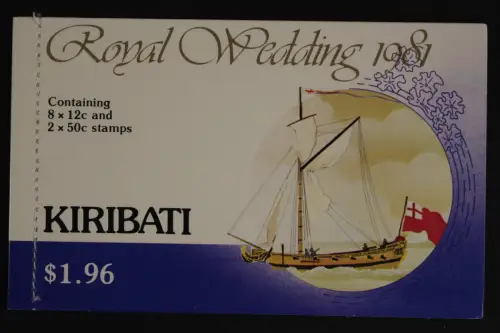 Royal Wedding 1981
Containing
8 x 12c and
2 x 50c stamps
KIRIBATI
$1.96